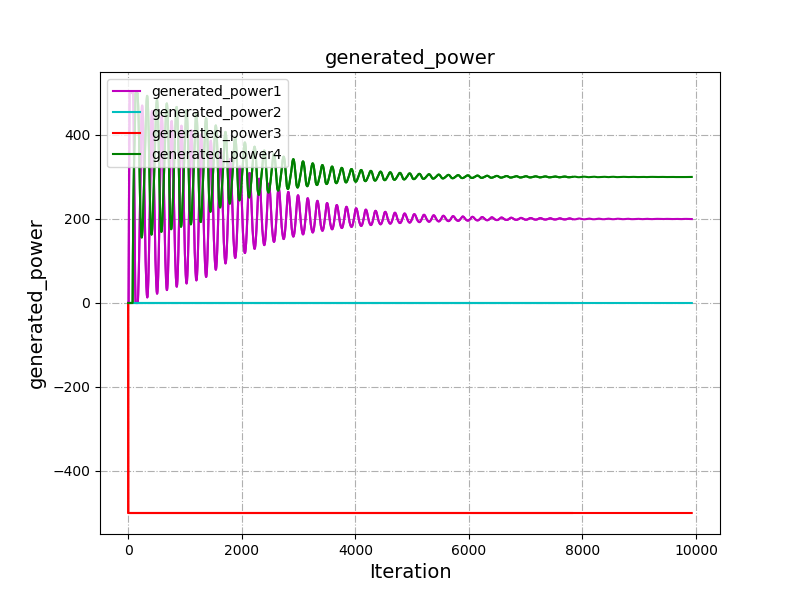 generated_power
generated_power1
generated_power2
generated_power3
generated_power4
generated_power
400
200
0
−200
−400
0
2000
4000
6000
8000
10000
Iteration